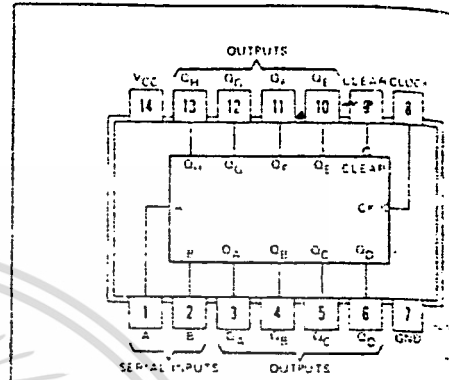 OUTPUTS
VCC QH QG QF QE CLEAR CLOCK
14 13 12 11 10 9 8
QH QG QF QE CLEAR
CK
A
B QA QB QC QD
1 2 3 4 5 6 7
A B QA QB QC QD GND
SERIAL INPUTS OUTPUTS